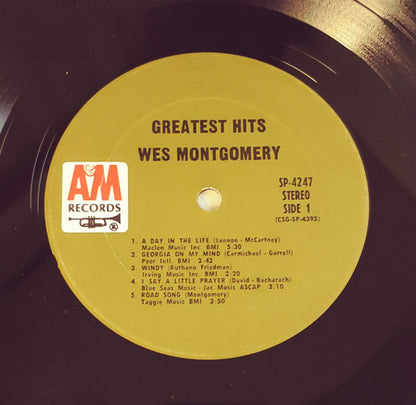 GREATEST HITS
WES MONTGOMERY
A&M
RECORDS
®
SP-4247
STEREO
SIDE 1
(CSG-SP-4392)
1. A DAY IN THE LIFE (Lennon - McCartney)
Maclen Music Inc. BMI 5:30
2. GEORGIA ON MY MIND (Carmichael - Gorrell)
Peer Intl. BMI 2:42
3. WINDY (Ruthann Friedman)
Irving Music Inc. BMI 2:20
4. I SAY A LITTLE PRAYER (David - Bacharach)
Blue Seas Music - Jac Music ASCAP 3:10
5. ROAD SONG (Montgomery)
Taggie Music BMI 3:50